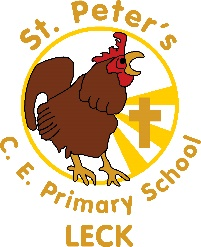 St. Peter's
C. E. Primary School
LECK